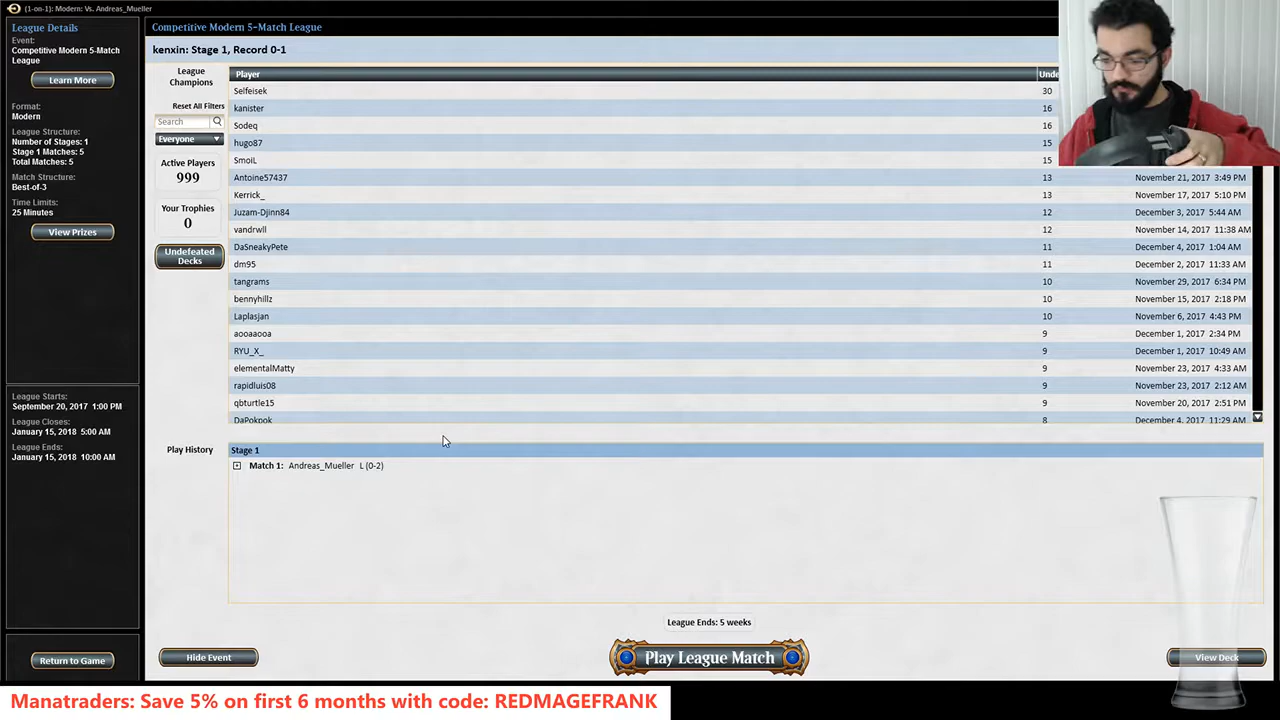 (1-on-1): Modern: Vs. Andreas_Mueller
League Details
Event:
Competitive Modern 5-Match
League
Learn More
Format:
Modern
League Structure:
Number of Stages: 1
Stage 1 Matches: 5
Total Matches: 5
Match Structure:
Best-of-3
Time Limits:
25 Minutes
View Prizes
League Starts:
September 20, 2017 1:00 PM
League Closes:
January 15, 2018 5:00 AM
League Ends:
January 15, 2018 10:00 AM
Return to Game
Competitive Modern 5-Match League
kenxin: Stage 1, Record 0-1
League
Champions
Reset All Filters
Search
Everyone
Active Players
999
Your Trophies
0
Undefeated
Decks
Player Unde
Selfeisek 30
kanister 16
Sodeq 16
hugo87 15
SmoiL 15
Antoine57437 13 November 21, 2017 3:49 PM
Kerrick_ 13 November 17, 2017 5:10 PM
Juzam-Djinn84 12 December 3, 2017 5:44 AM
vandrwll 12 November 14, 2017 11:38 AM
DaSneakyPete 11 December 4, 2017 1:04 AM
dm95 11 December 2, 2017 11:33 AM
tangrams 10 November 29, 2017 6:34 PM
bennyhillz 10 November 15, 2017 2:18 PM
Laplasjan 10 November 6, 2017 4:43 PM
aooaaooa 9 December 1, 2017 2:34 PM
RYU_X_ 9 December 1, 2017 10:49 AM
elementalMatty 9 November 23, 2017 4:33 AM
rapidluis08 9 November 23, 2017 2:12 AM
qbturtle15 9 November 20, 2017 2:51 PM
DaPokpok 8 December 4, 2017 11:29 AM
Play History
Stage 1
Match 1: Andreas_Mueller L (0-2)
League Ends: 5 weeks
Hide Event
Play League Match
View Deck
Manatraders: Save 5% on first 6 months with code: REDMAGEFRANK